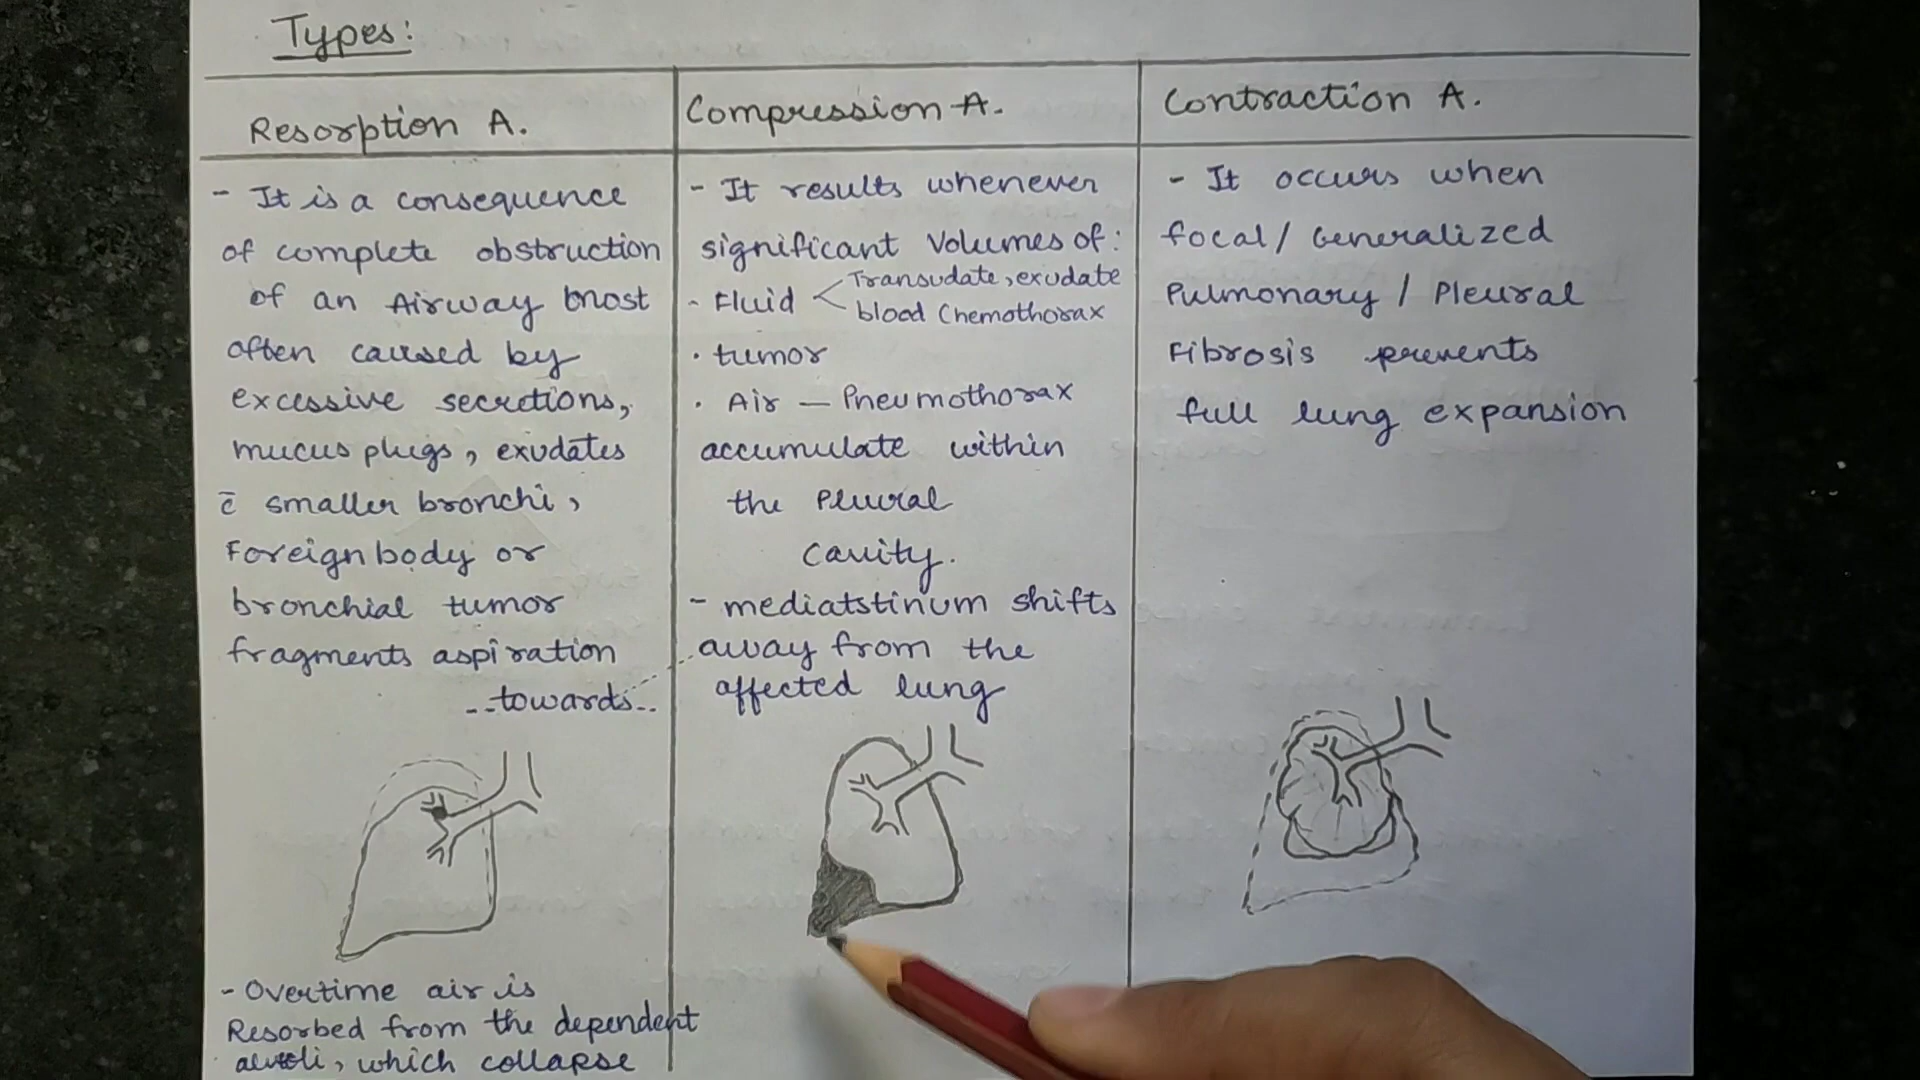 Types:
Resorption A.
- It is a consequence
of complete obstruction
of an Airway most
often caused by
excessive secretions,
mucus plugs, exudates
c̄ smaller bronchi,
Foreign body or
bronchial tumor
fragments aspiration
--towards--
- Overtime air is
Resorbed from the dependent
alveoli, which collapse
Compression A.
- It results whenever
significant Volumes of:
- Fluid < Transudate, exudate
blood (hemothorax
• tumor
• Air — Pneumothorax
accumulate within
the Pleural
cavity.
- mediatstinum shifts
away from the
affected lung
Contraction A.
- It occurs when
focal / Generalized
Pulmonary / Pleural
Fibrosis prevents
full lung expansion